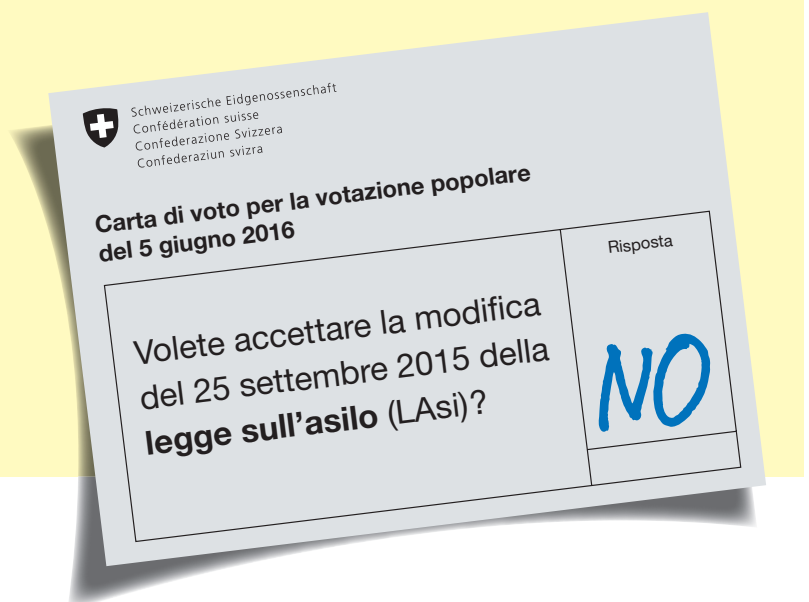 Schweizerische Eidgenossenschaft
Confédération suisse
Confederazione Svizzera
Confederaziun svizra
Carta di voto per la votazione popolare
del 5 giugno 2016
Volete accettare la modifica
del 25 settembre 2015 della
legge sull'asilo (LAsi)?
Risposta
NO